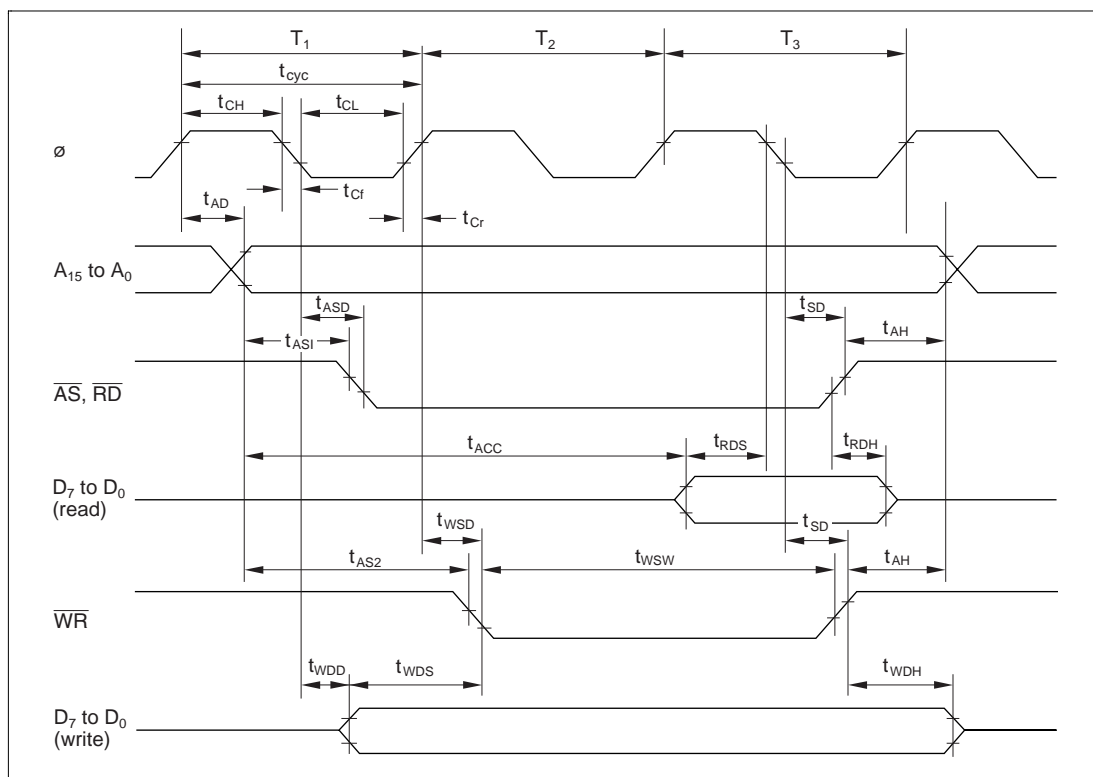 T₁ T₂ T₃
tcyc
tCH tCL
ø
tCf
tAD
tCr
A₁₅ to A₀
tASD tSD
tAH
tASI
AS, RD
tACC tRDS tRDH
D₇ to D₀
(read)
tSD
tWSD
tAS2 tWSW tAH
WR
tWDD tWDS tWDH
D₇ to D₀
(write)